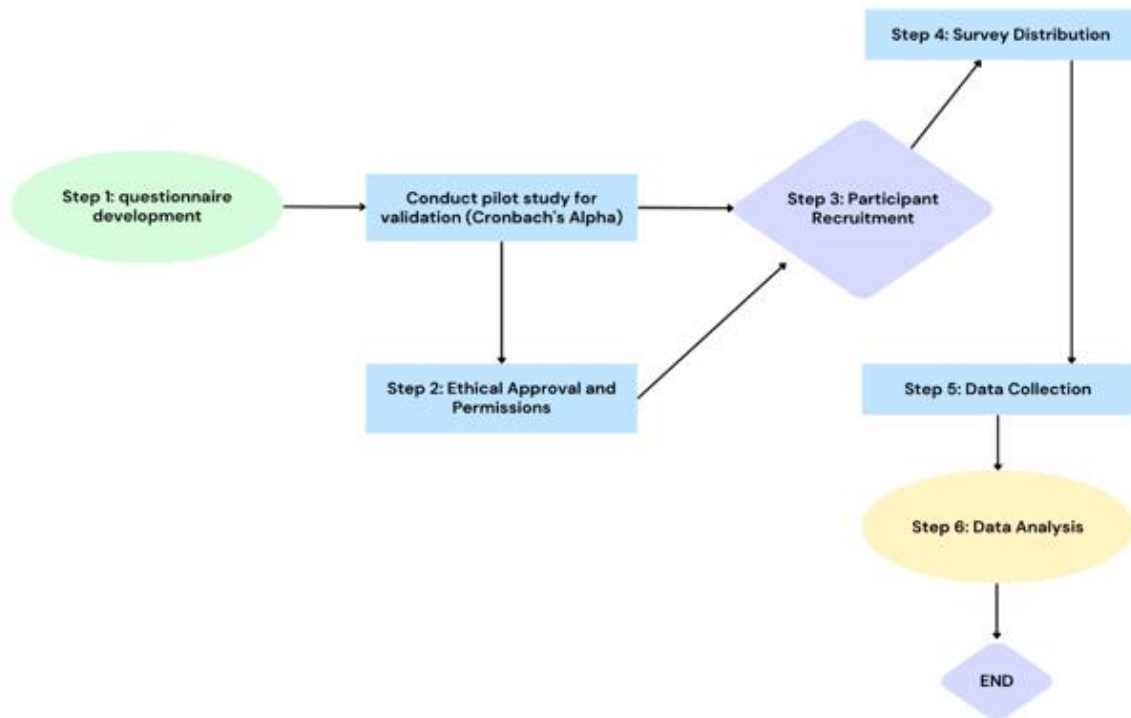 Step 1: questionnaire
development
Conduct pilot study for
validation (Cronbach's Alpha)
Step 2: Ethical Approval and
Permissions
Step 3: Participant
Recruitment
Step 4: Survey Distribution
Step 5: Data Collection
Step 6: Data Analysis
END